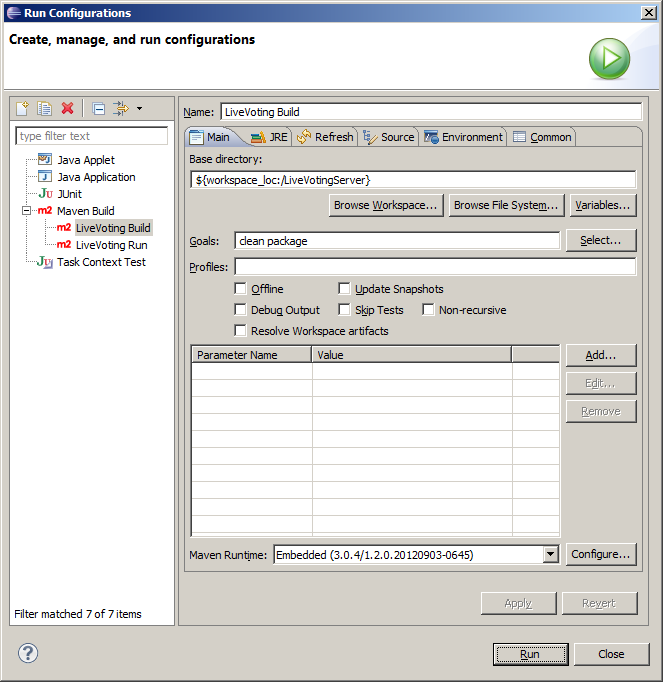 Run Configurations
Create, manage, and run configurations
type filter text
Java Applet
Java Application
Ju JUnit
m2 Maven Build
m2 LiveVoting Build
m2 LiveVoting Run
Ju Task Context Test
Filter matched 7 of 7 items
Name: LiveVoting Build
Main JRE Refresh Source Environment Common
Base directory:
${workspace_loc:/LiveVotingServer}
Browse Workspace... Browse File System... Variables...
Goals: clean package Select...
Profiles:
Offline Update Snapshots
Debug Output Skip Tests Non-recursive
Resolve Workspace artifacts
Parameter Name Value Add...
Edit...
Remove
Maven Runtime: Embedded (3.0.4/1.2.0.20120903-0645) Configure...
Apply Revert
? Run Close